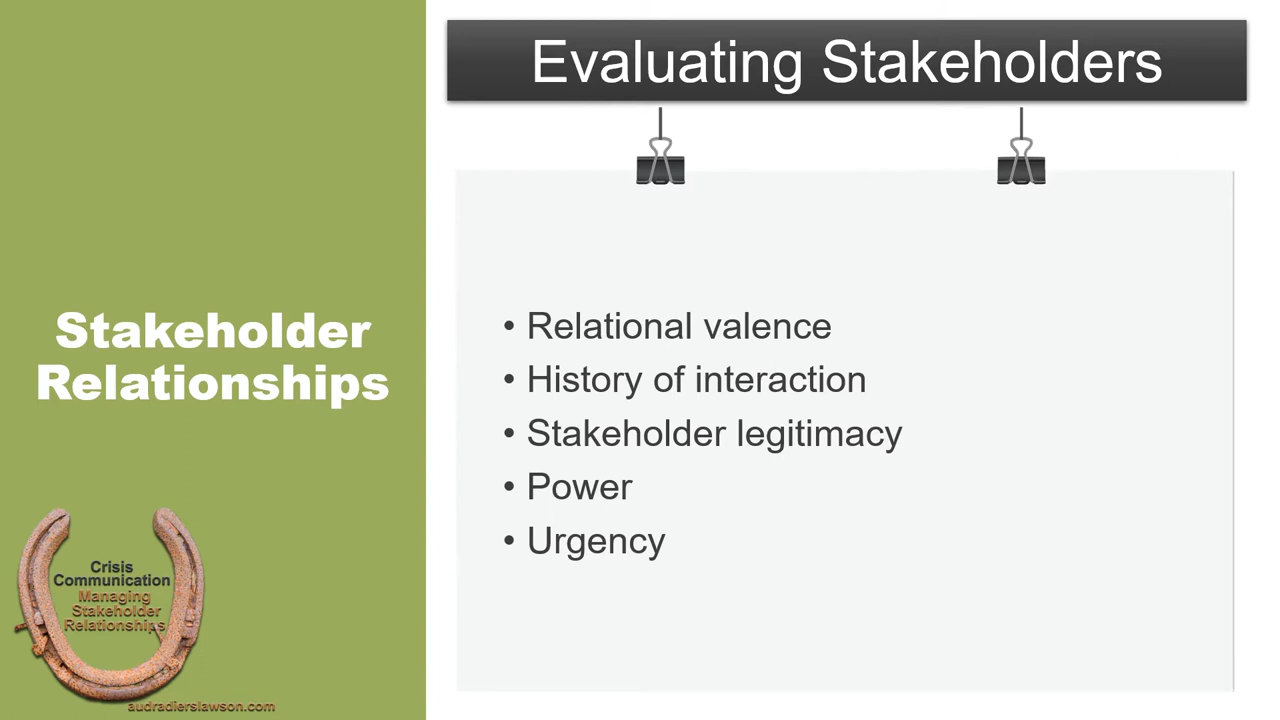 Evaluating Stakeholders
Stakeholder
Relationships
• Relational valence
• History of interaction
• Stakeholder legitimacy
• Power
• Urgency
Crisis
Communication
Managing
Stakeholder
Relationships
audradierslawson.com